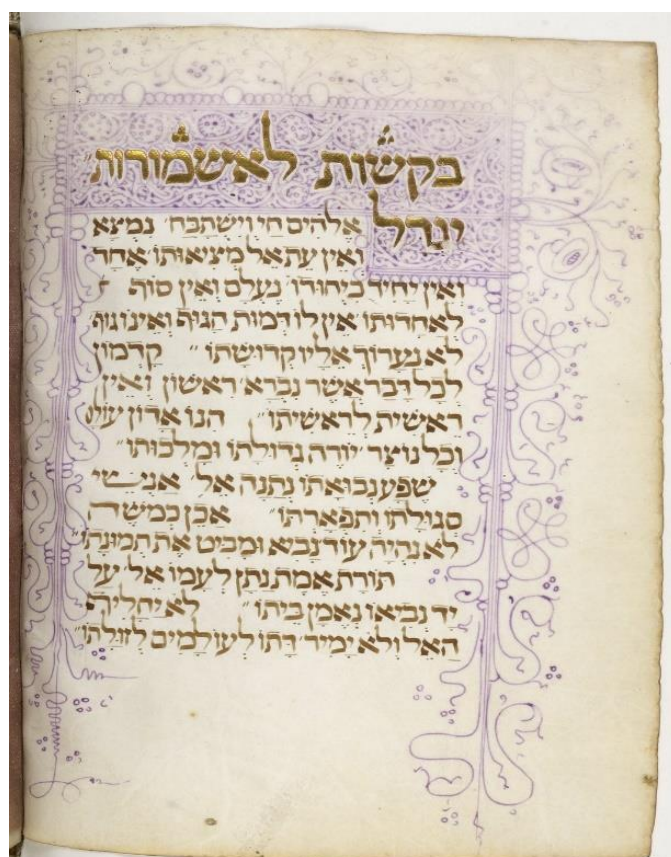 בקשות לאשמורות
יגדל אלהים חי וישתבח׳ נמצא
ואין עת אל מציאותו אחד
ואין יחיד כיחודו׳ נעלם ואין סוף
לאחדותו׳ אין לו דמות הגוף ואינו גוף
לא נערוך אליו קדושתו״ קדמון
לכל דבר אשר נברא ראשון ואין
ראשית לראשיתו״ הנו אדון עולם
וכל נוצר׳ יורה גדולתו ומלכותו״
שפע נבואתו נתנה אל׳ אנשי
סגולתו ותפארתו״ אכן כמשה
לא נהיה עוד נביא ומביט את תמונתו״
תורת אמת נתן לעמו אל׳ על
יד נביאו נאמן ביתו״ לא יחליף
האל ולא ימיר׳ דתו לעולמים לזולתו״